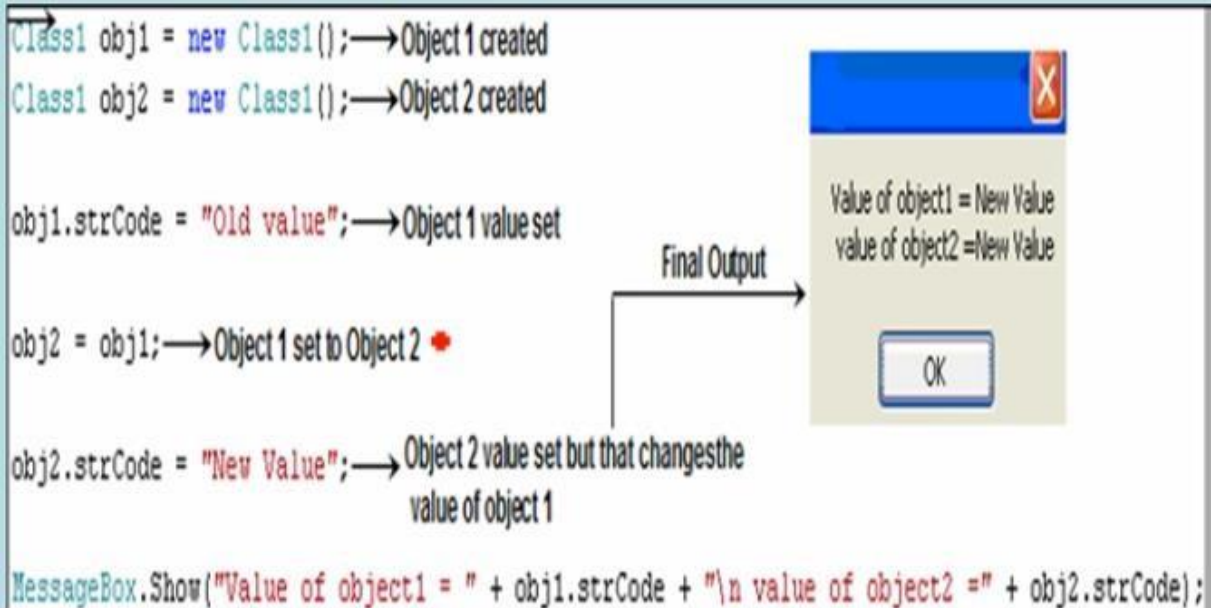 Class1 obj1 = new Class1(); Object 1 created
Class1 obj2 = new Class1(); Object 2 created
obj1.strCode = "Old value"; Object 1 value set
obj2 = obj1; Object 1 set to Object 2
obj2.strCode = "New Value"; Object 2 value set but that changesthe
value of object 1
Final Output
Value of object1 = New Value
value of object2 =New Value
OK
MessageBox.Show("Value of object1 = " + obj1.strCode + "\n value of object2 =" + obj2.strCode);